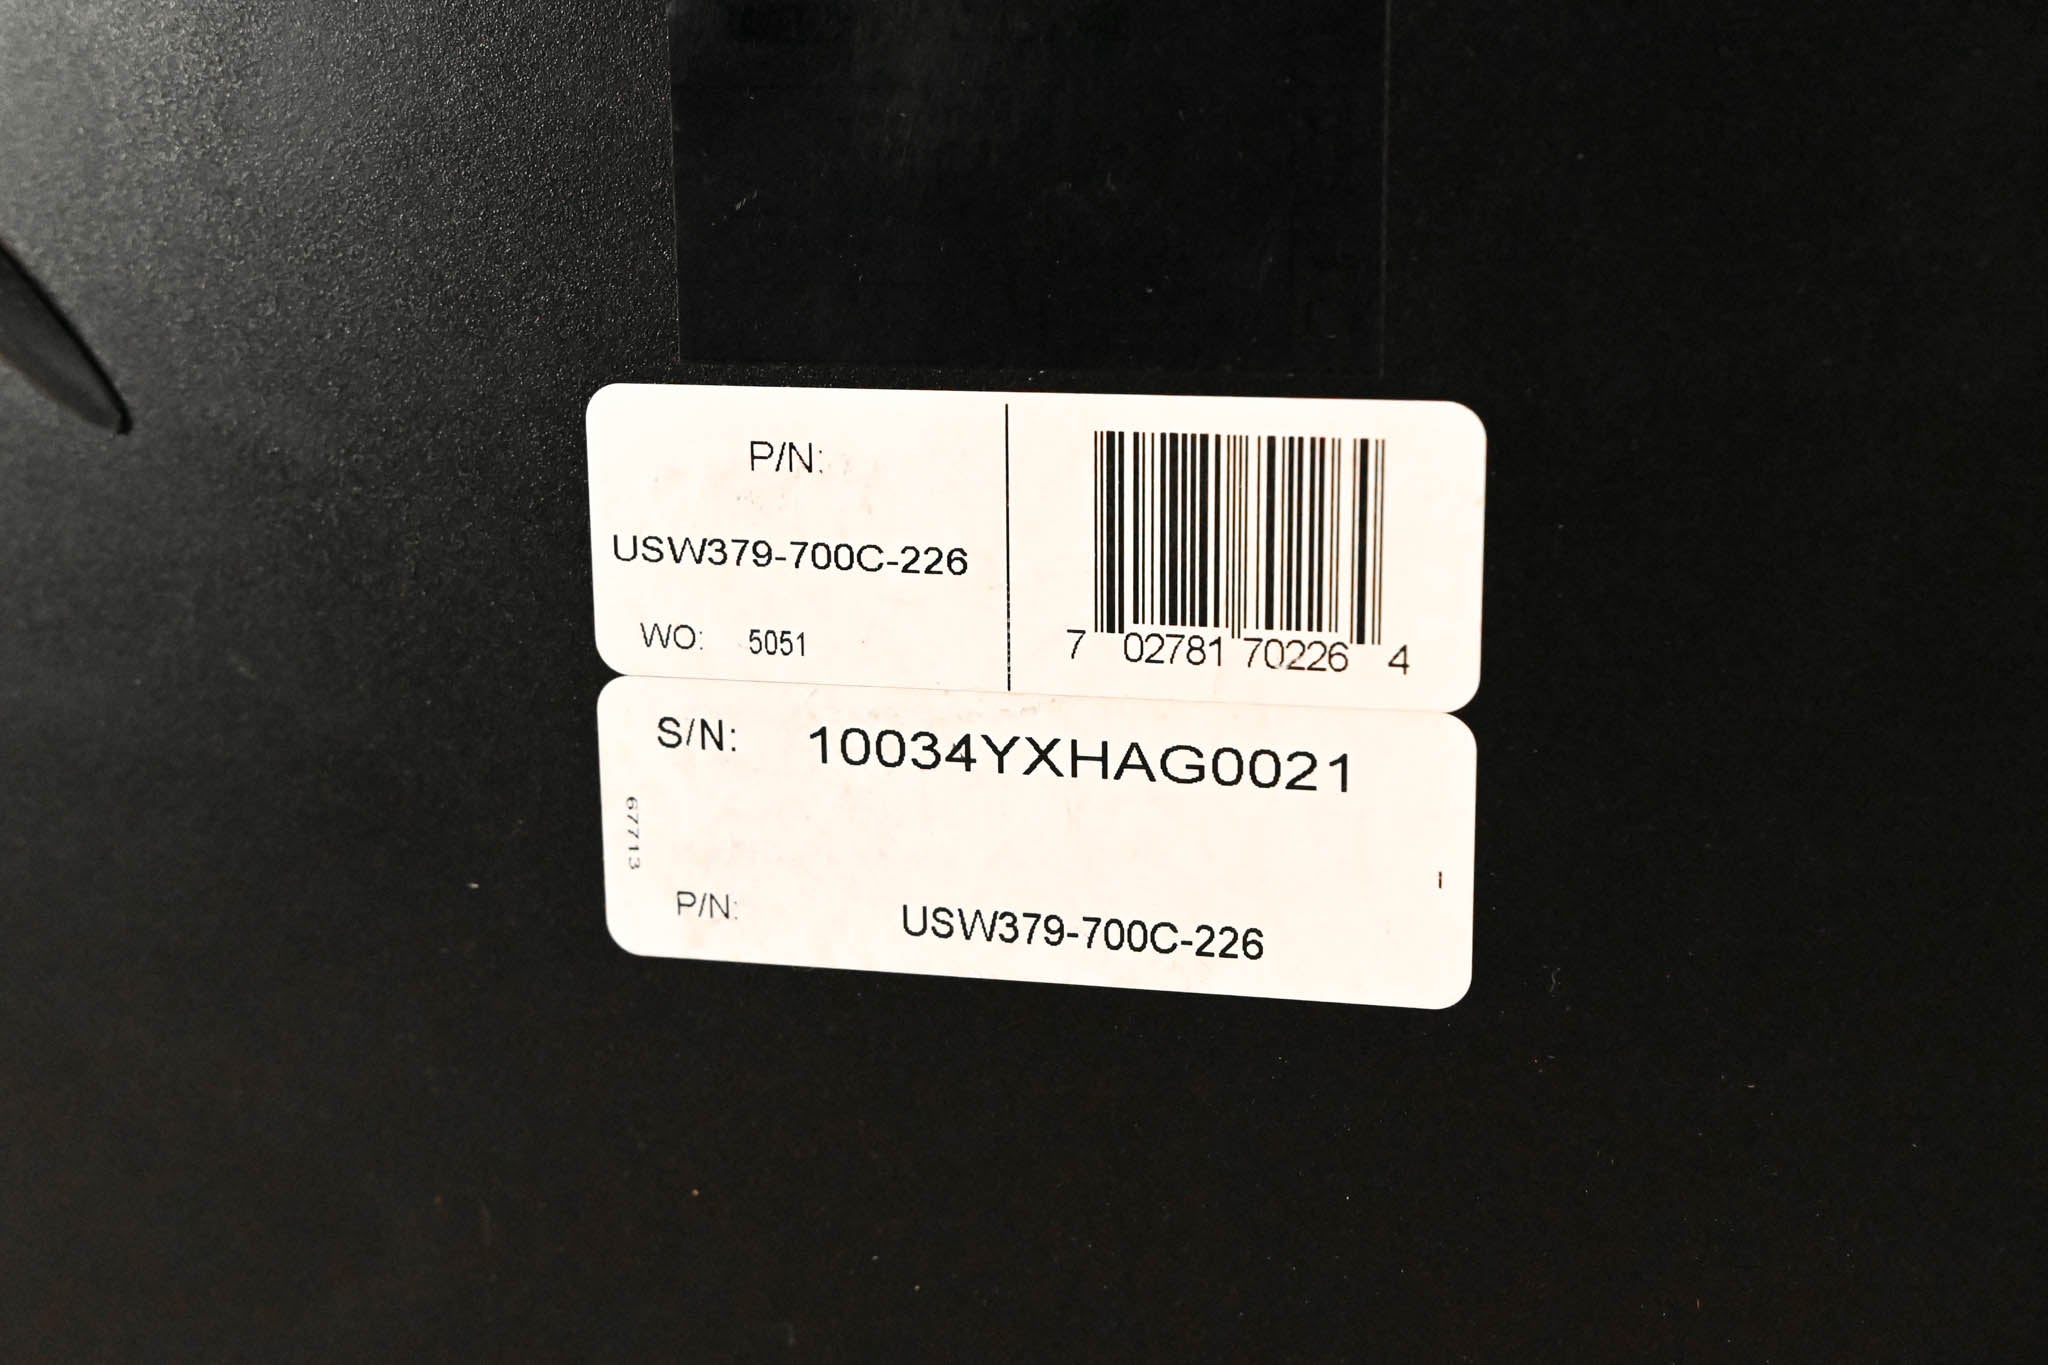 P/N:
USW379-700C-226
WO: 5051
7 02781 70226 4
S/N: 10034YXHAG0021
67713
P/N: USW379-700C-226